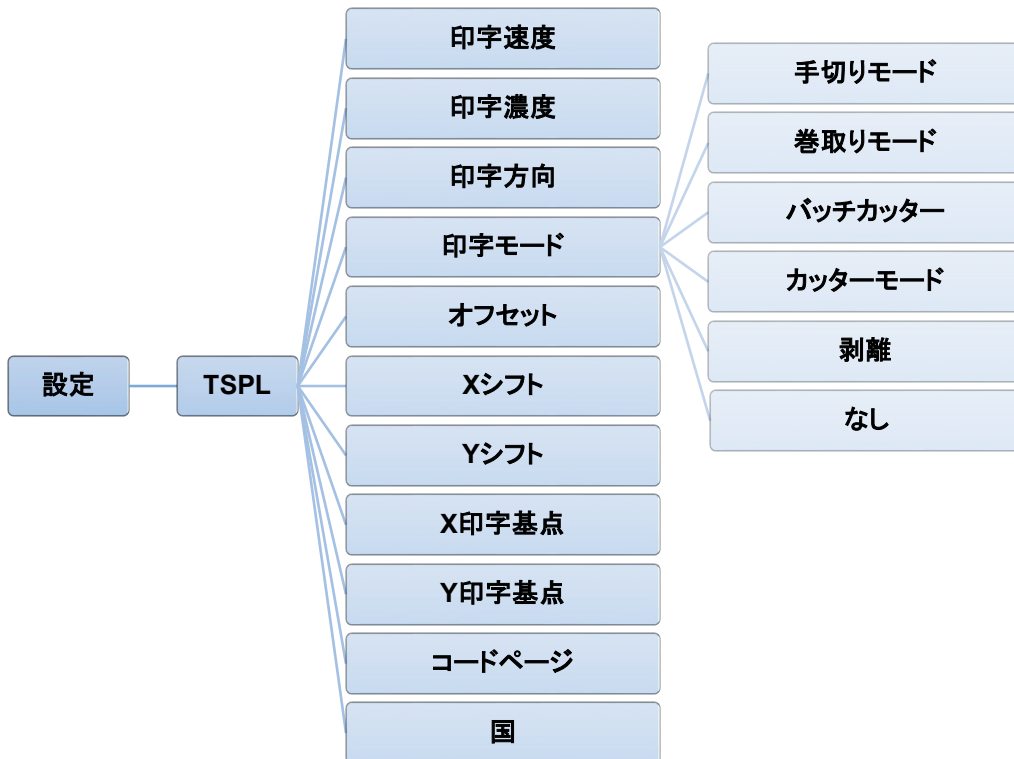 設定
TSPL
印字速度
印字濃度
印字方向
印字モード
オフセット
Xシフト
Yシフト
X印字基点
Y印字基点
コードページ
国
手切りモード
巻取りモード
バッチカッター
カッターモード
剥離
なし